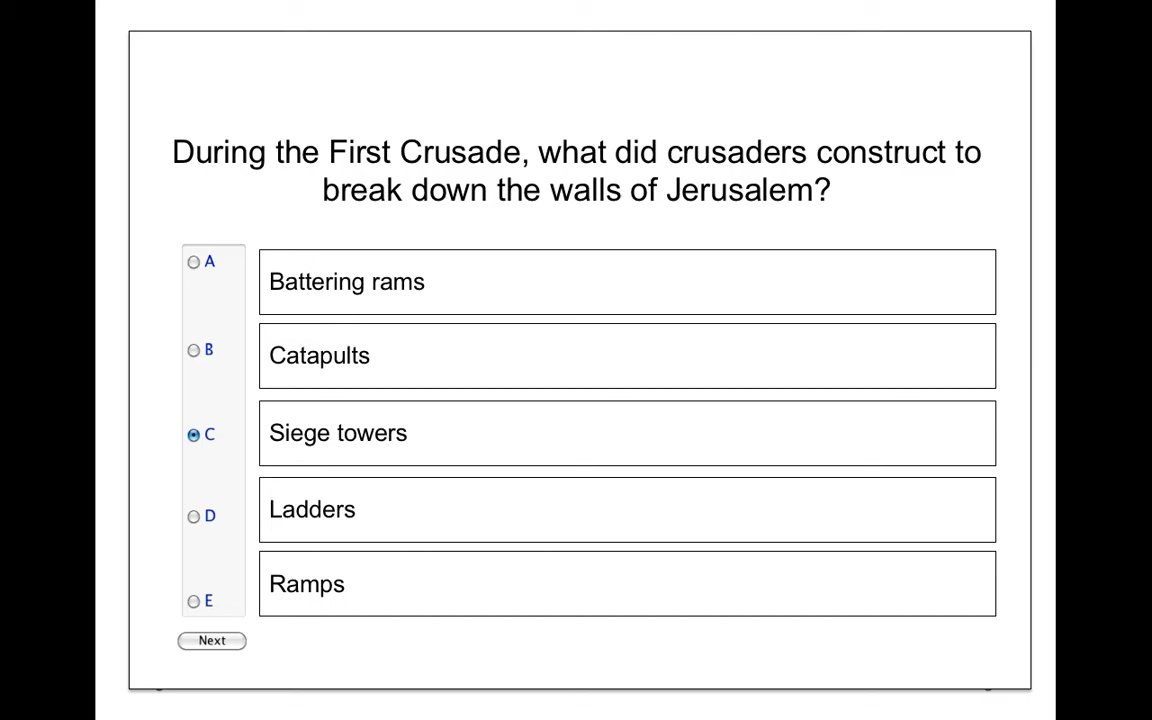 During the First Crusade, what did crusaders construct to
break down the walls of Jerusalem?
A
Battering rams
B
Catapults
C
Siege towers
D
Ladders
E
Ramps
Next